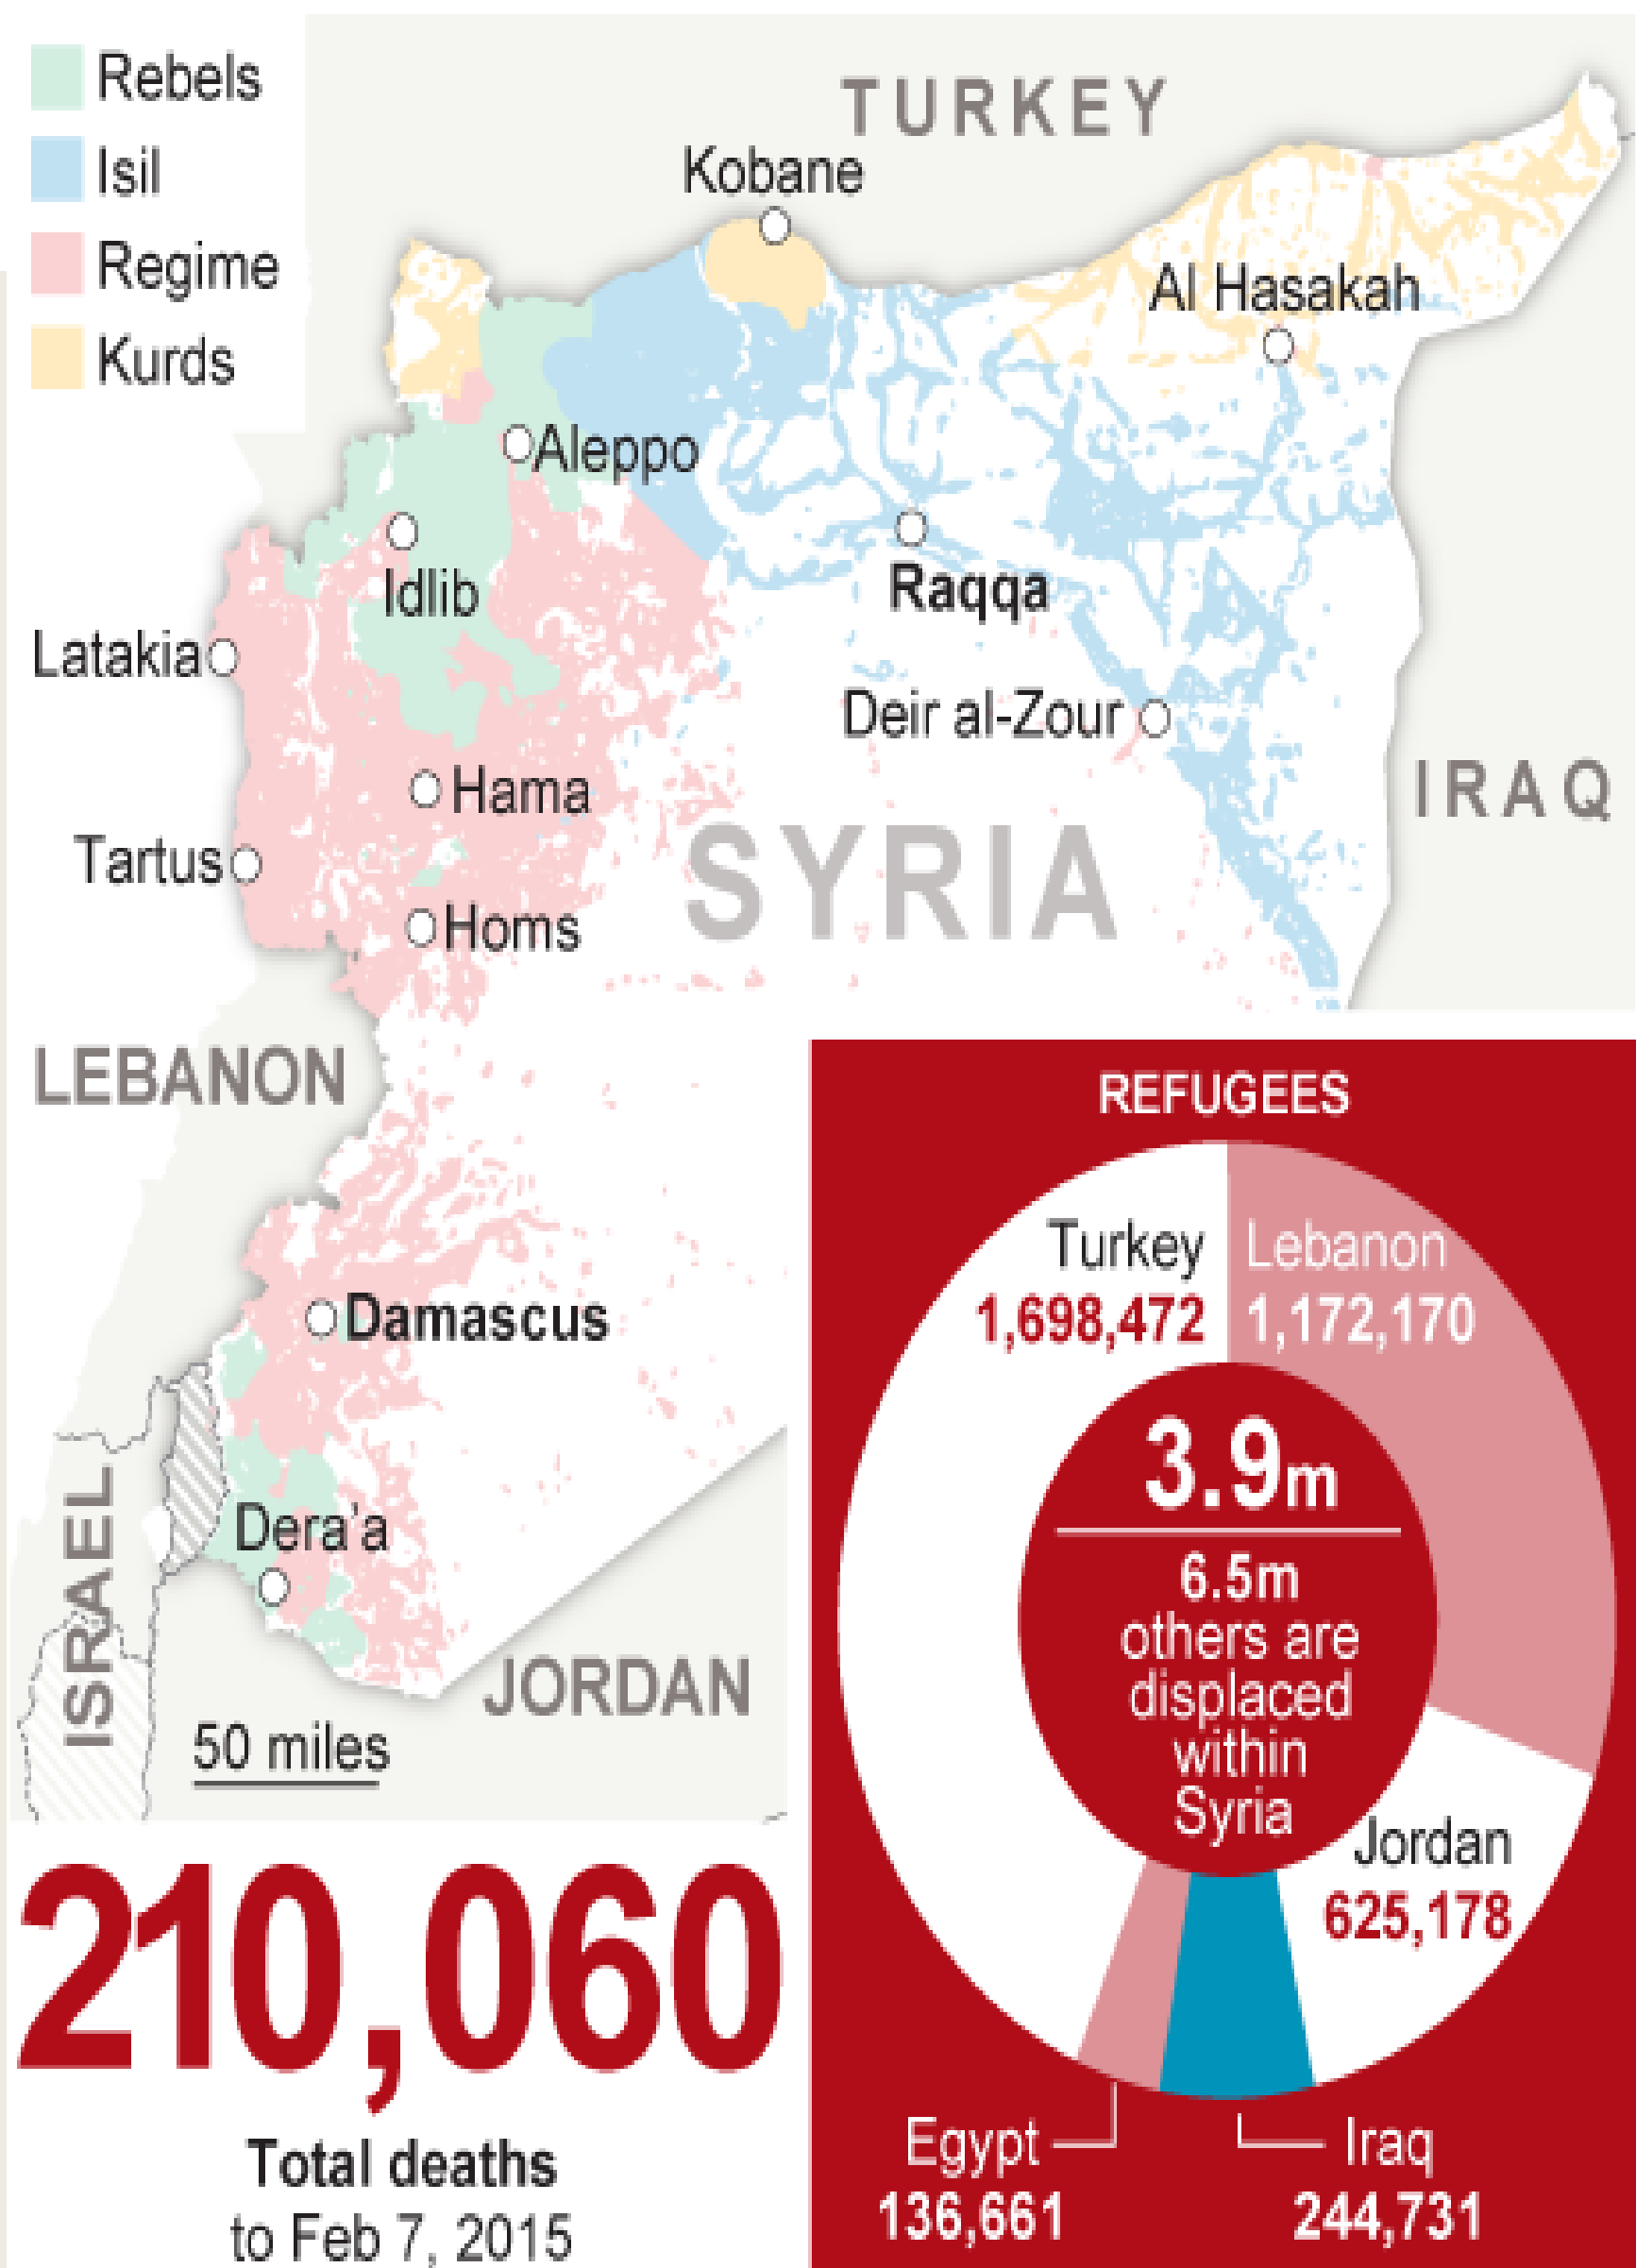 Rebels
Isil
Regime
Kurds
TURKEY
Kobane
Al Hasakah
Aleppo
Idlib
Raqqa
Latakia
Deir al-Zour
IRAQ
Hama
SYRIA
Tartus
Homs
LEBANON
Damascus
ISRAEL
Dera'a
JORDAN
50 miles
210,060
Total deaths
to Feb 7, 2015
REFUGEES
Turkey
1,698,472
Lebanon
1,172,170
3.9m
6.5m
others are
displaced
within
Syria
Jordan
625,178
Egypt
136,661
Iraq
244,731